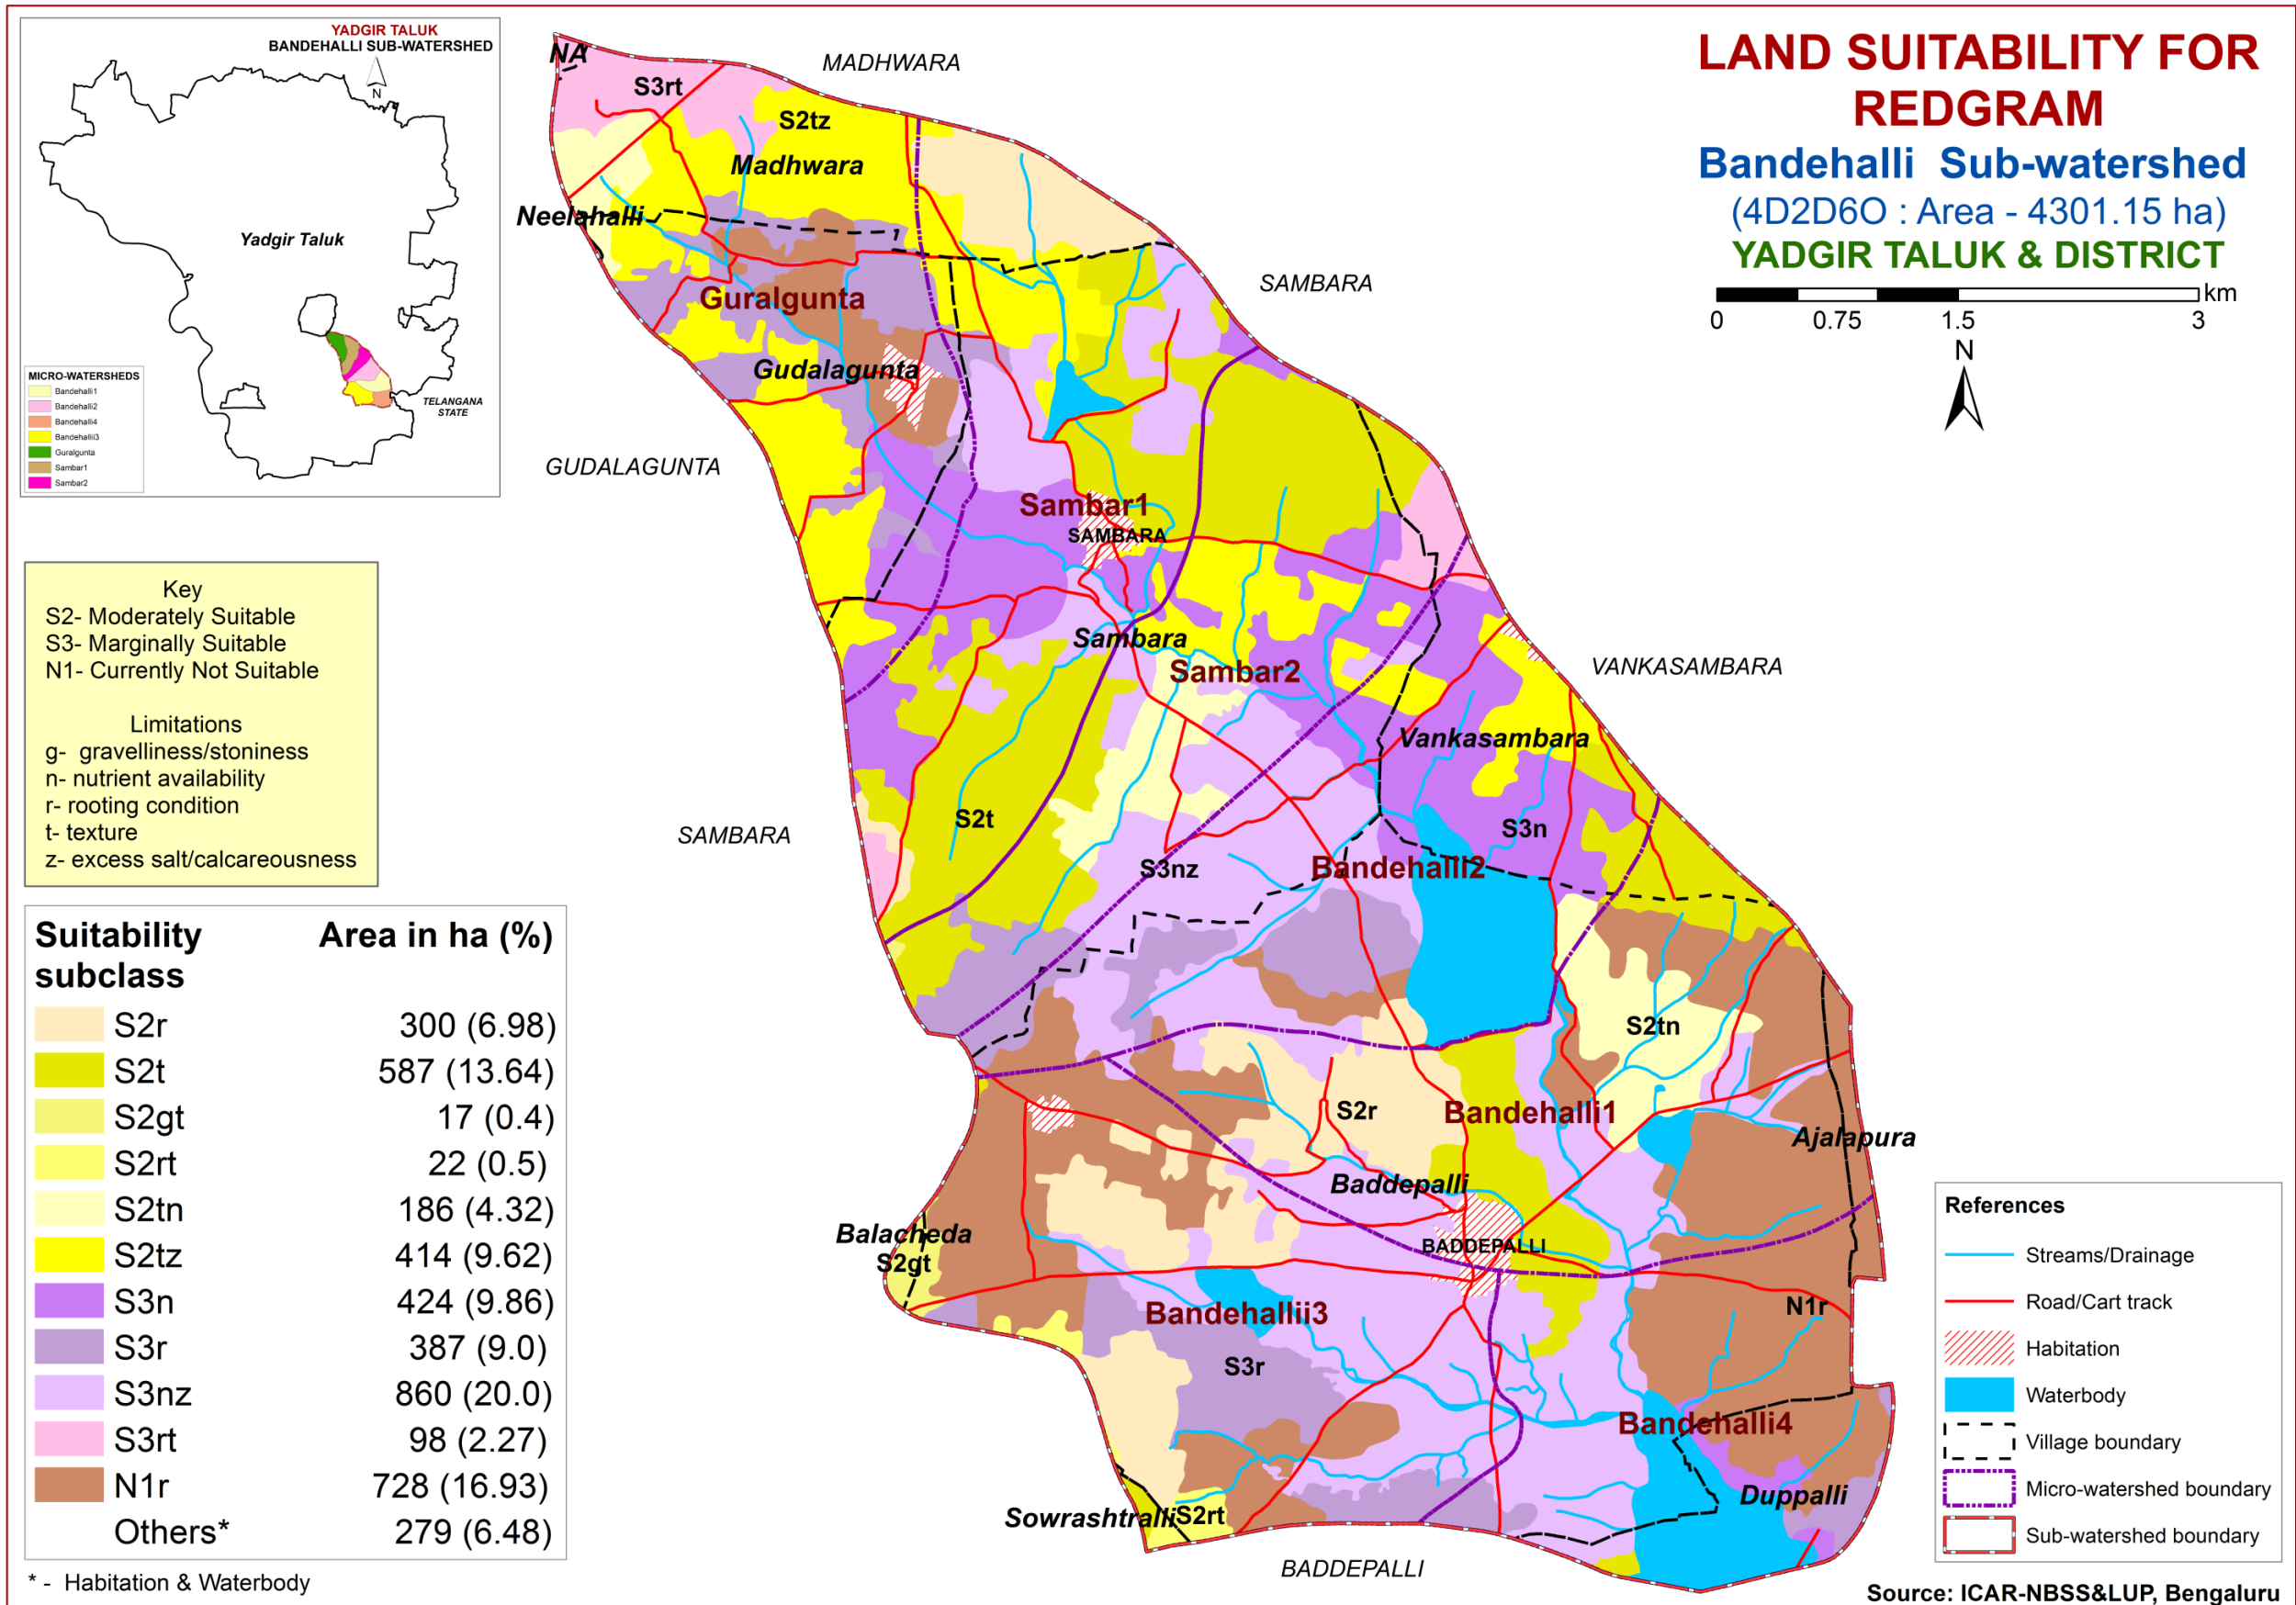 YADGIR TALUK
BANDEHALLI SUB-WATERSHED
N
Yadgir Taluk
TELANGANA
STATE
MICRO-WATERSHEDS
Bandehalli1
Bandehalli2
Bandehalli4
Bandehallii3
Guralgunta
Sambar1
Sambar2
LAND SUITABILITY FOR
REDGRAM
Bandehalli Sub-watershed
(4D2D6O : Area - 4301.15 ha)
YADGIR TALUK & DISTRICT
km
0 0.75 1.5 3
N
Key
S2- Moderately Suitable
S3- Marginally Suitable
N1- Currently Not Suitable
Limitations
g- gravelliness/stoniness
n- nutrient availability
r- rooting condition
t- texture
z- excess salt/calcareousness
Suitability Area in ha (%)
subclass
S2r 300 (6.98)
S2t 587 (13.64)
S2gt 17 (0.4)
S2rt 22 (0.5)
S2tn 186 (4.32)
S2tz 414 (9.62)
S3n 424 (9.86)
S3r 387 (9.0)
S3nz 860 (20.0)
S3rt 98 (2.27)
N1r 728 (16.93)
Others* 279 (6.48)
* - Habitation & Waterbody
NA
MADHWARA
S3rt
S2tz
Madhwara
Neelahalli
SAMBARA
Guralgunta
Gudalagunta
GUDALAGUNTA
Sambar1
SAMBARA
Sambara
Sambar2
VANKASAMBARA
Vankasambara
S2t
S3n
SAMBARA
S3nz
Bandehalli2
S2tn
S2r
Bandehalli1
Ajalapura
Baddepalli
Balacheda
S2gt
BADDEPALLI
Bandehallii3
N1r
S3r
Bandehalli4
Duppalli
Sowrashtralli
S2rt
BADDEPALLI
References
Streams/Drainage
Road/Cart track
Habitation
Waterbody
Village boundary
Micro-watershed boundary
Sub-watershed boundary
Source: ICAR-NBSS&LUP, Bengaluru